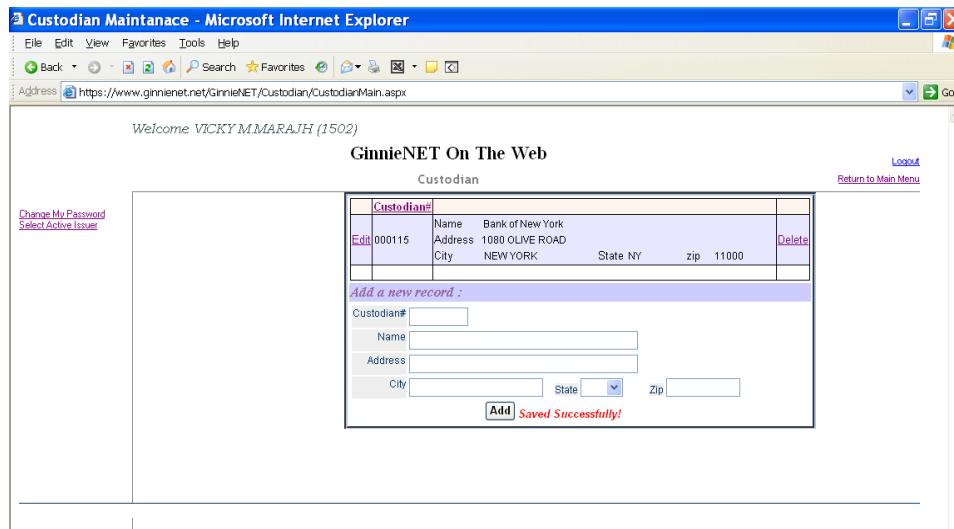 Custodian Maintanace - Microsoft Internet Explorer
File Edit View Favorites Tools Help
Back Search Favorites
Address https://www.ginnienet.net/GinnieNET/Custodian/CustodianMain.aspx Go
Welcome VICKY M.MARAJH (1502)
GinnieNET On The Web
Logout
Custodian
Return to Main Menu
Change My Password
Select Active Issuer
Custodian#
Name Bank of New York
Edit 000115 Address 1080 OLIVE ROAD Delete
City NEW YORK State NY zip 11000
Add a new record :
Custodian#
Name
Address
City State Zip
Add Saved Successfully!